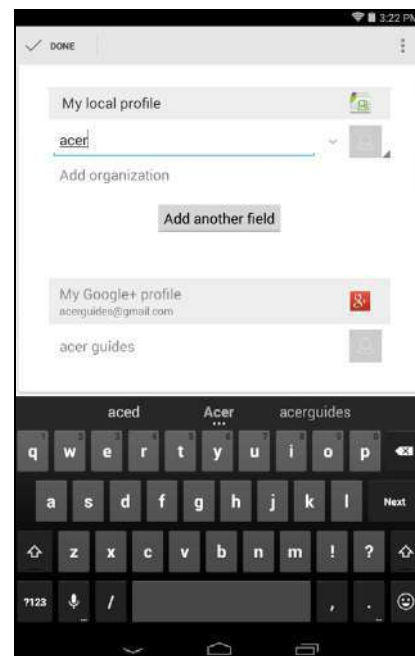 3:22 PM
DONE
My local profile
acer
Add organization
Add another field
My Google+ profile
acerguides@gmail.com
8+
acer guides
aced Acer acerguides
q w e r t y u i o p
a s d f g h j k l Next
z x c v b n m ! ?
?123 / , .